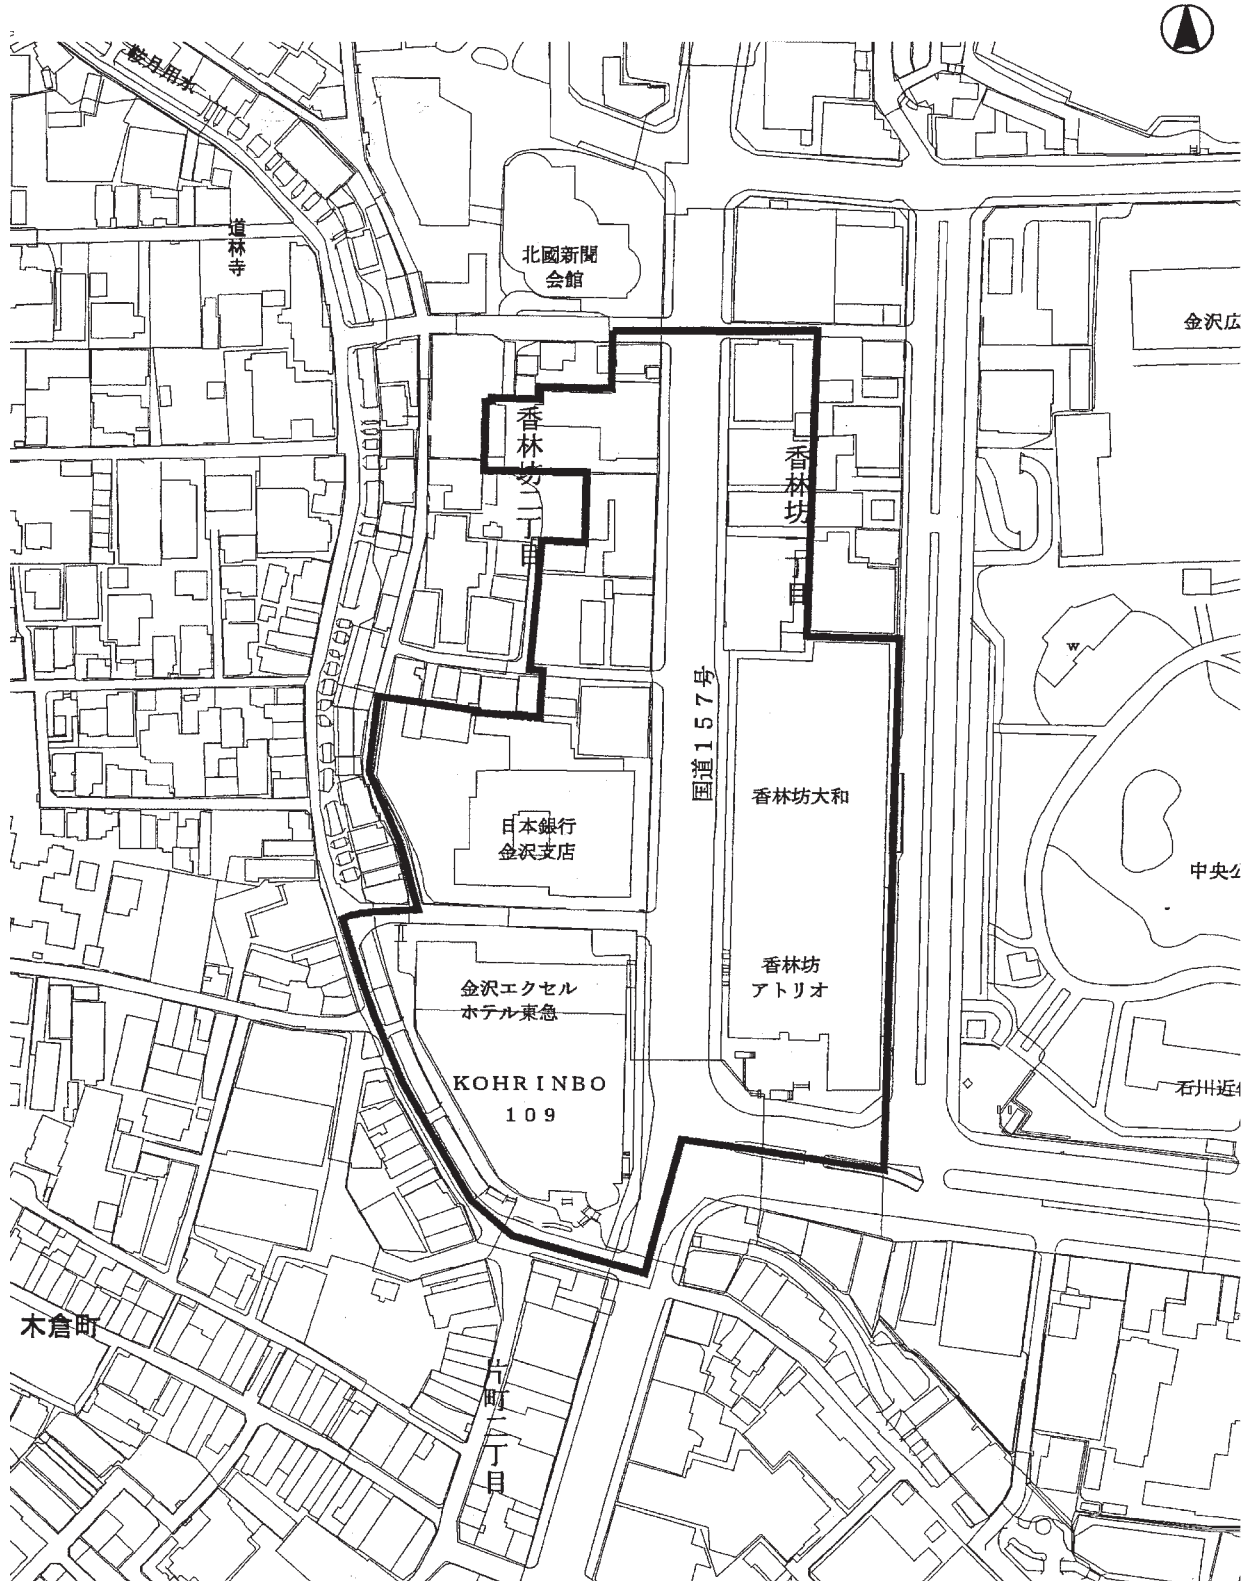 鞍月用水
道林寺
北國新聞
会館
金沢広
香林坊二丁目
香林坊一丁目
w
国道157号
香林坊大和
日本銀行
金沢支店
中央公
香林坊
アトリオ
金沢エクセル
ホテル東急
KOHRINBO
109
石川近代
木倉町
片町二丁目